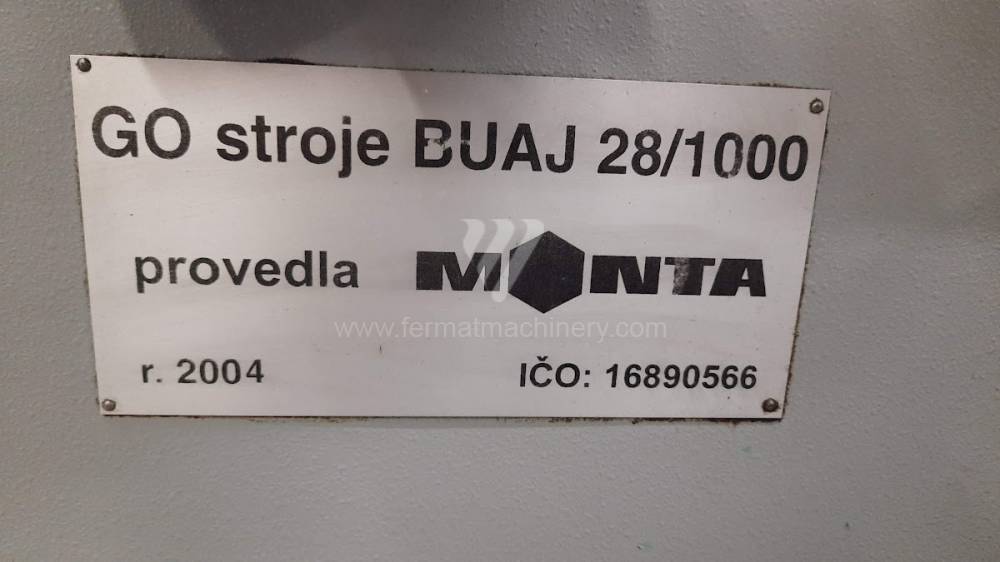 GO stroje BUAJ 28/1000
provedla MONTA
www.fermatmachinery.com
r. 2004 IČO: 16890566